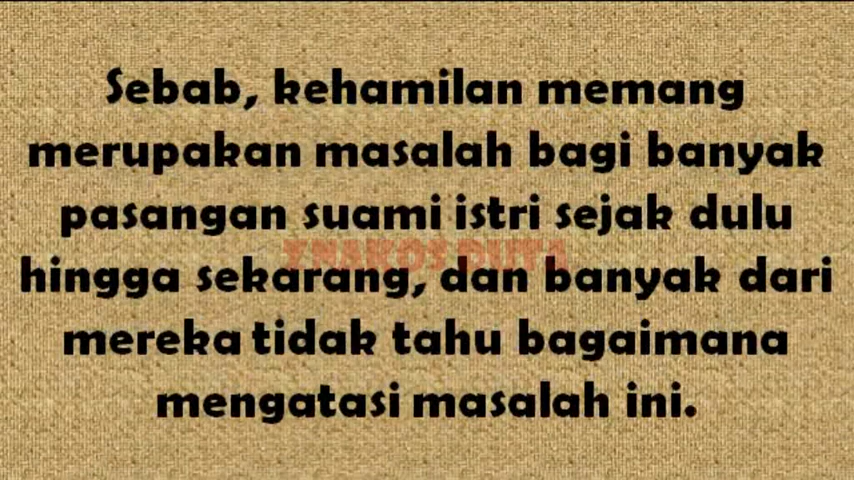 Sebab, kehamilan memang
merupakan masalah bagi banyak
pasangan suami istri sejak dulu
hingga sekarang, dan banyak dari
mereka tidak tahu bagaimana
mengatasi masalah ini.